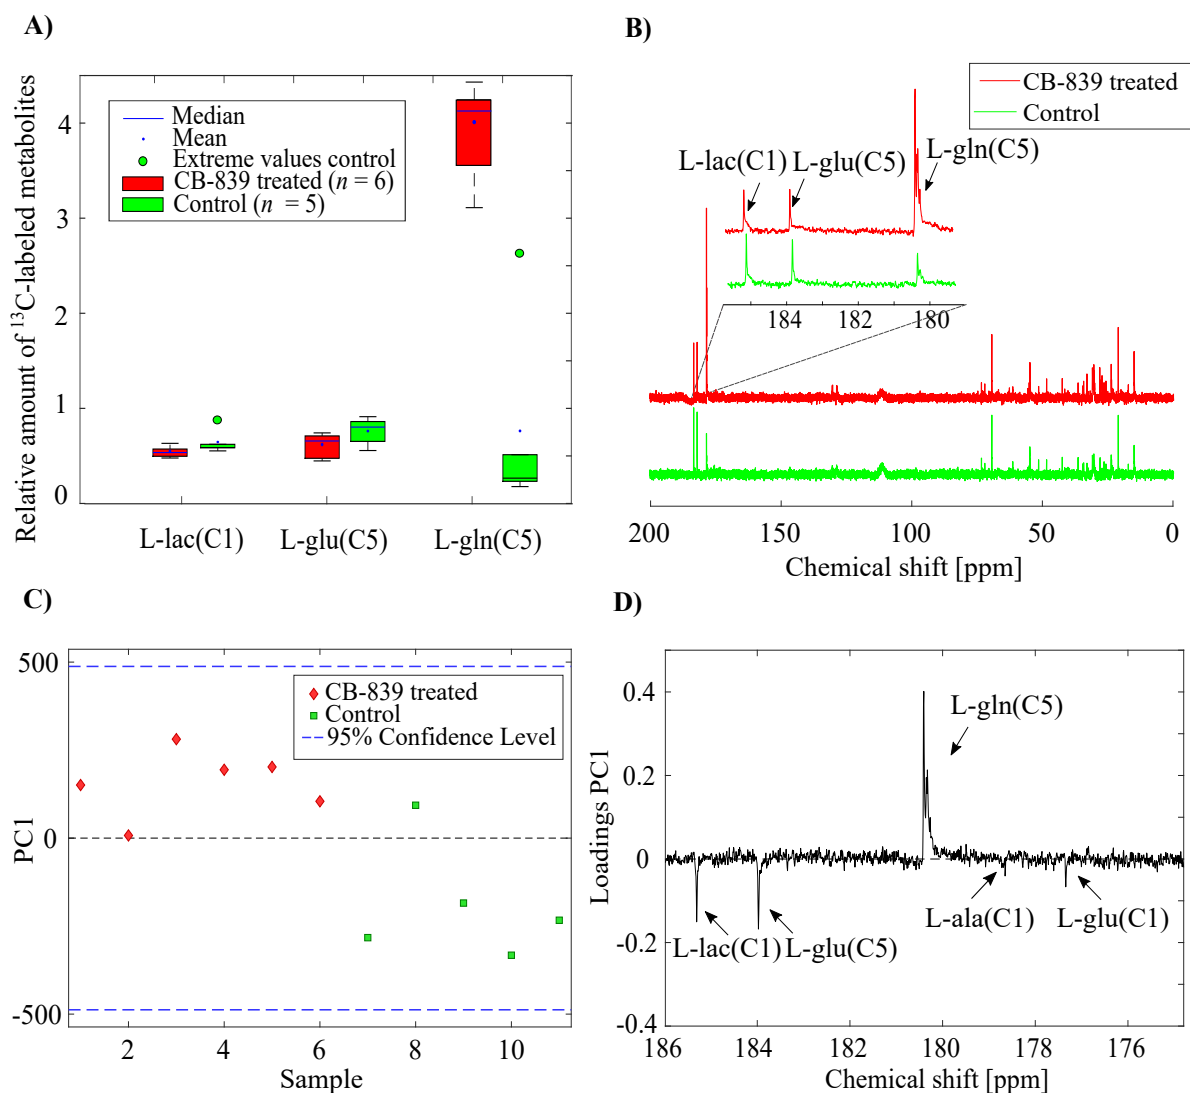 A)
Relative amount of ¹³C-labeled metabolites
4
3
2
1
0
Median
Mean
Extreme values control
CB-839 treated (n = 6)
Control (n = 5)
L-lac(C1) L-glu(C5) L-gln(C5)
B)
CB-839 treated
Control
L-lac(C1) L-glu(C5) L-gln(C5)
184 182 180
200 150 100 50 0
Chemical shift [ppm]
C)
PC1
500
0
-500
CB-839 treated
Control
95% Confidence Level
2 4 6 8 10
Sample
D)
Loadings PC1
0.4
0.2
0
-0.2
-0.4
L-gln(C5)
L-ala(C1) L-glu(C1)
L-lac(C1) L-glu(C5)
186 184 182 180 178 176
Chemical shift [ppm]